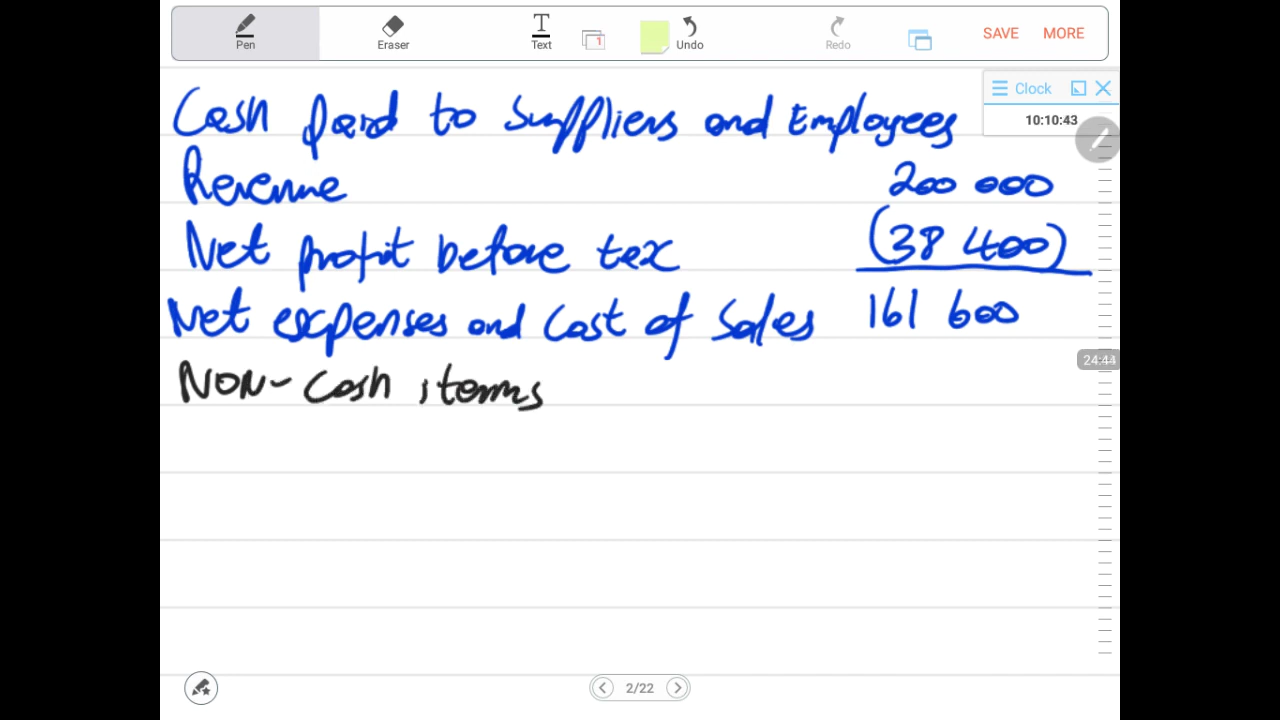 Pen Eraser Text 1 Undo Redo SAVE MORE
Clock
10:10:43
Cash paid to Suppliers and Employees
Revenue 200 000
Net profit before tax (38 400)
Net expenses and Cost of Sales 161 600
24:44
NON-Cash items
2/22